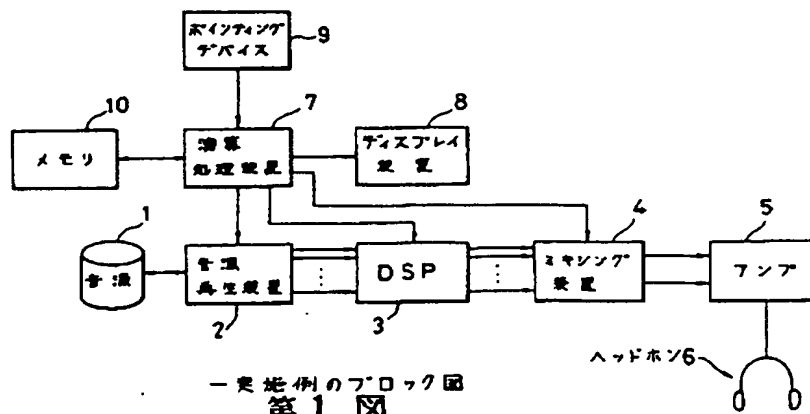 ポインティング
デバイス
9
10
7
8
メモリ
演算
処理装置
ディスプレイ
装置
1
4
5
音源
音源
再生装置
DSP
ミキシング
装置
アンプ
2
3
ヘッドホン6
一実施例のブロック図
第1図